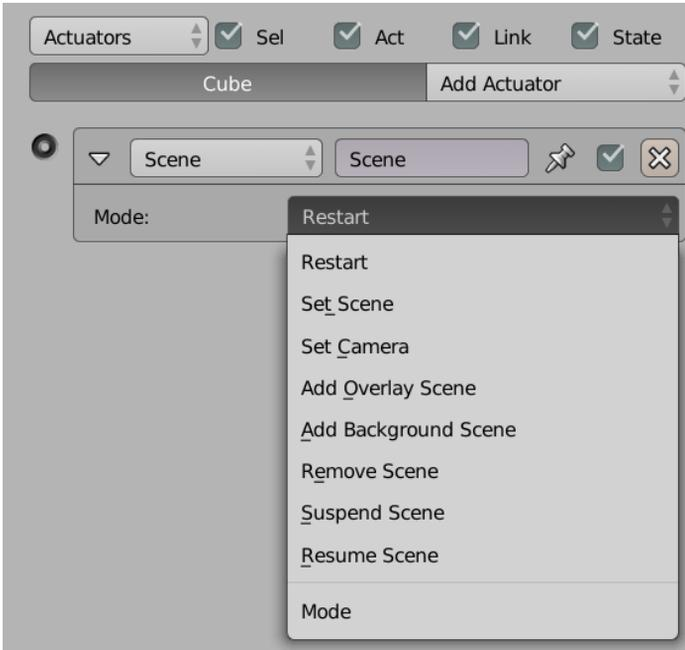 Actuators Sel Act Link State
Cube Add Actuator
Scene Scene
Mode: Restart
Restart
Set Scene
Set Camera
Add Overlay Scene
Add Background Scene
Remove Scene
Suspend Scene
Resume Scene
Mode